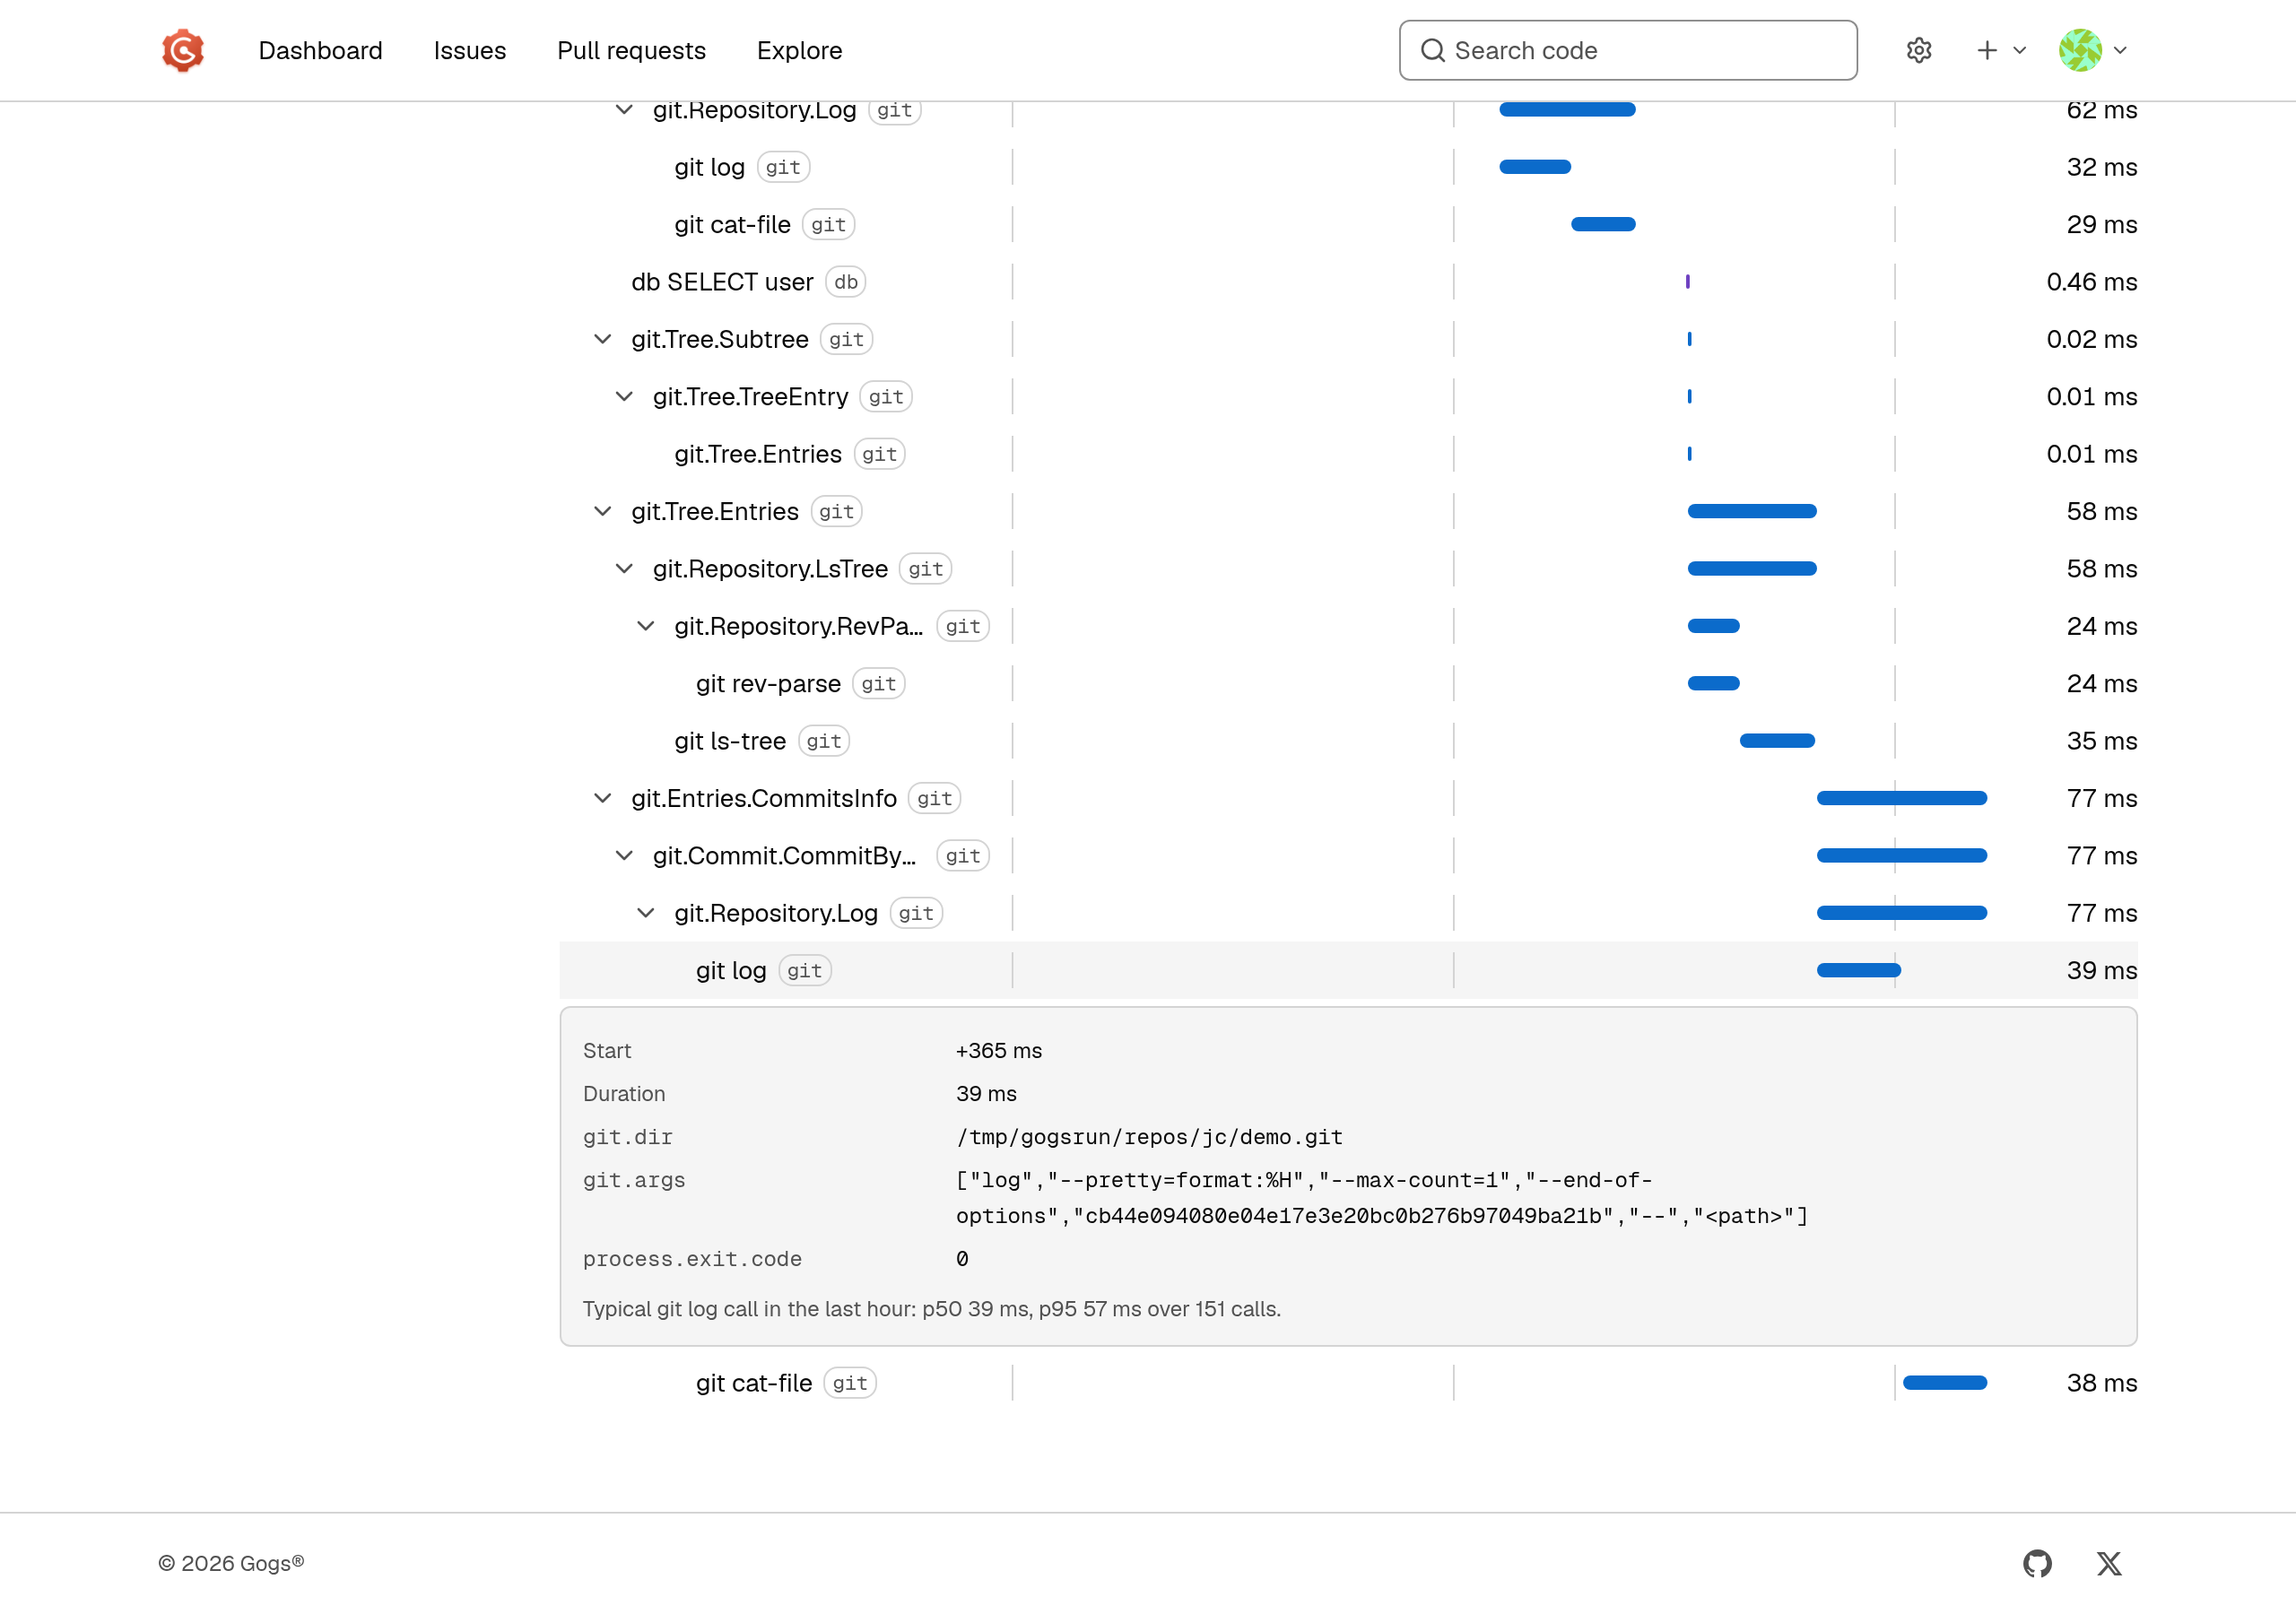 Dashboard Issues Pull requests Explore Search code
git.Repository.Log git 62 ms
git log git 32 ms
git cat-file git 29 ms
db SELECT user db 0.46 ms
git.Tree.Subtree git 0.02 ms
git.Tree.TreeEntry git 0.01 ms
git.Tree.Entries git 0.01 ms
git.Tree.Entries git 58 ms
git.Repository.LsTree git 58 ms
git.Repository.RevPa... git 24 ms
git rev-parse git 24 ms
git ls-tree git 35 ms
git.Entries.CommitsInfo git 77 ms
git.Commit.CommitBy... git 77 ms
git.Repository.Log git 77 ms
git log git 39 ms
Start +365 ms
Duration 39 ms
git.dir /tmp/gogsrun/repos/jc/demo.git
git.args ["log","--pretty=format:%H","--max-count=1","--end-of-
options","cb44e094080e04e17e3e20bc0b276b97049ba21b","--","<path>"]
process.exit.code 0
Typical git log call in the last hour: p50 39 ms, p95 57 ms over 151 calls.
git cat-file git 38 ms
© 2026 Gogs®